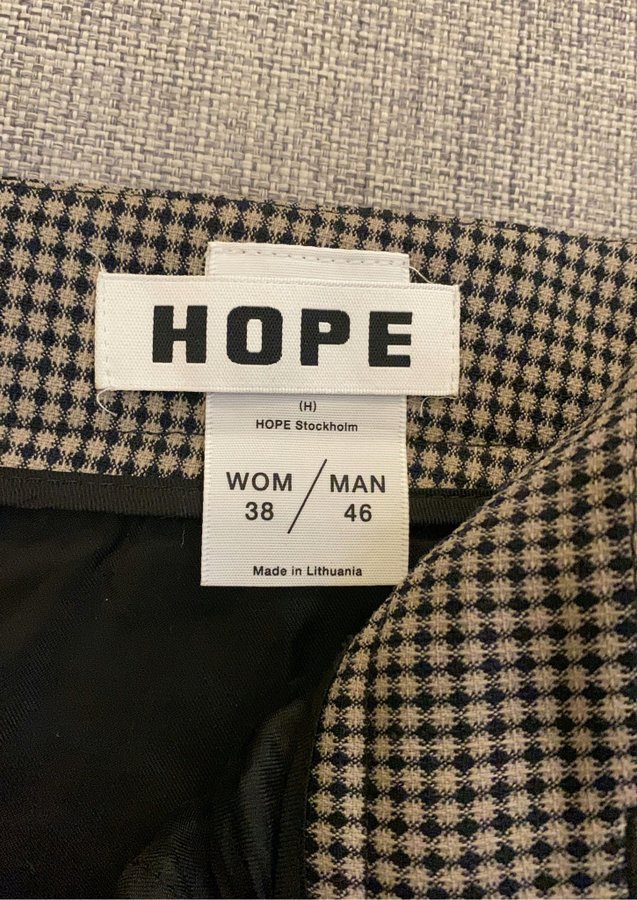 HOPE
(H)
HOPE Stockholm
WOM / MAN
38 46
Made in Lithuania